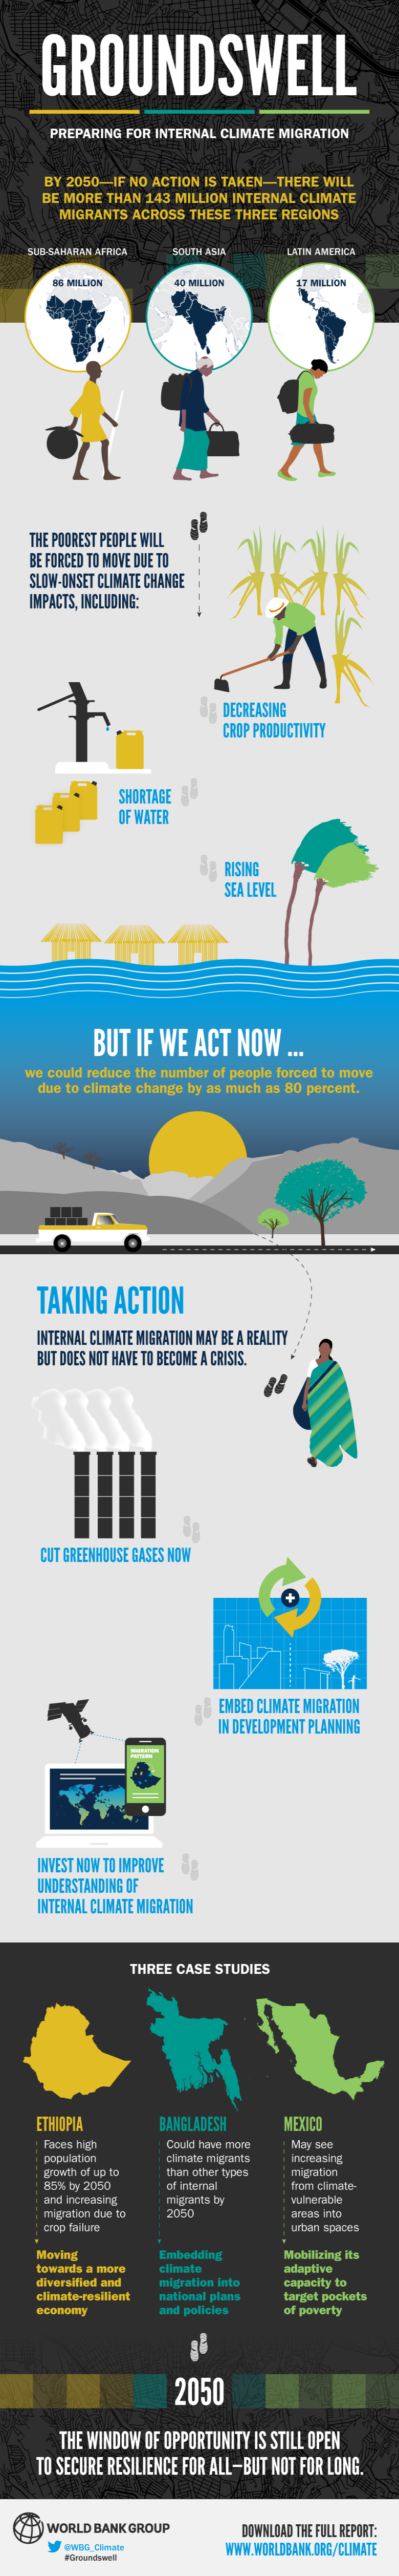 GROUNDSWELL
PREPARING FOR INTERNAL CLIMATE MIGRATION
BY 2050—IF NO ACTION IS TAKEN—THERE WILL
BE MORE THAN 143 MILLION INTERNAL CLIMATE
MIGRANTS ACROSS THESE THREE REGIONS
SUB-SAHARAN AFRICA
86 MILLION
SOUTH ASIA
40 MILLION
LATIN AMERICA
17 MILLION
THE POOREST PEOPLE WILL
BE FORCED TO MOVE DUE TO
SLOW-ONSET CLIMATE CHANGE
IMPACTS, INCLUDING:
DECREASING
CROP PRODUCTIVITY
SHORTAGE
OF WATER
RISING
SEA LEVEL
BUT IF WE ACT NOW ...
we could reduce the number of people forced to move
due to climate change by as much as 80 percent.
TAKING ACTION
INTERNAL CLIMATE MIGRATION MAY BE A REALITY
BUT DOES NOT HAVE TO BECOME A CRISIS.
CUT GREENHOUSE GASES NOW
EMBED CLIMATE MIGRATION
IN DEVELOPMENT PLANNING
MIGRATION
PATTERN
INVEST NOW TO IMPROVE
UNDERSTANDING OF
INTERNAL CLIMATE MIGRATION
THREE CASE STUDIES
ETHIOPIA
Faces high
population
growth of up to
85% by 2050
and increasing
migration due to
crop failure
Moving
towards a more
diversified and
climate-resilient
economy
BANGLADESH
Could have more
climate migrants
than other types
of internal
migrants by
2050
Embedding
climate
migration into
national plans
and policies
MEXICO
May see
increasing
migration
from climate-
vulnerable
areas into
urban spaces
Mobilizing its
adaptive
capacity to
target pockets
of poverty
2050
THE WINDOW OF OPPORTUNITY IS STILL OPEN
TO SECURE RESILIENCE FOR ALL—BUT NOT FOR LONG.
WORLD BANK GROUP
@WBG_Climate
#Groundswell
DOWNLOAD THE FULL REPORT:
WWW.WORLDBANK.ORG/CLIMATE